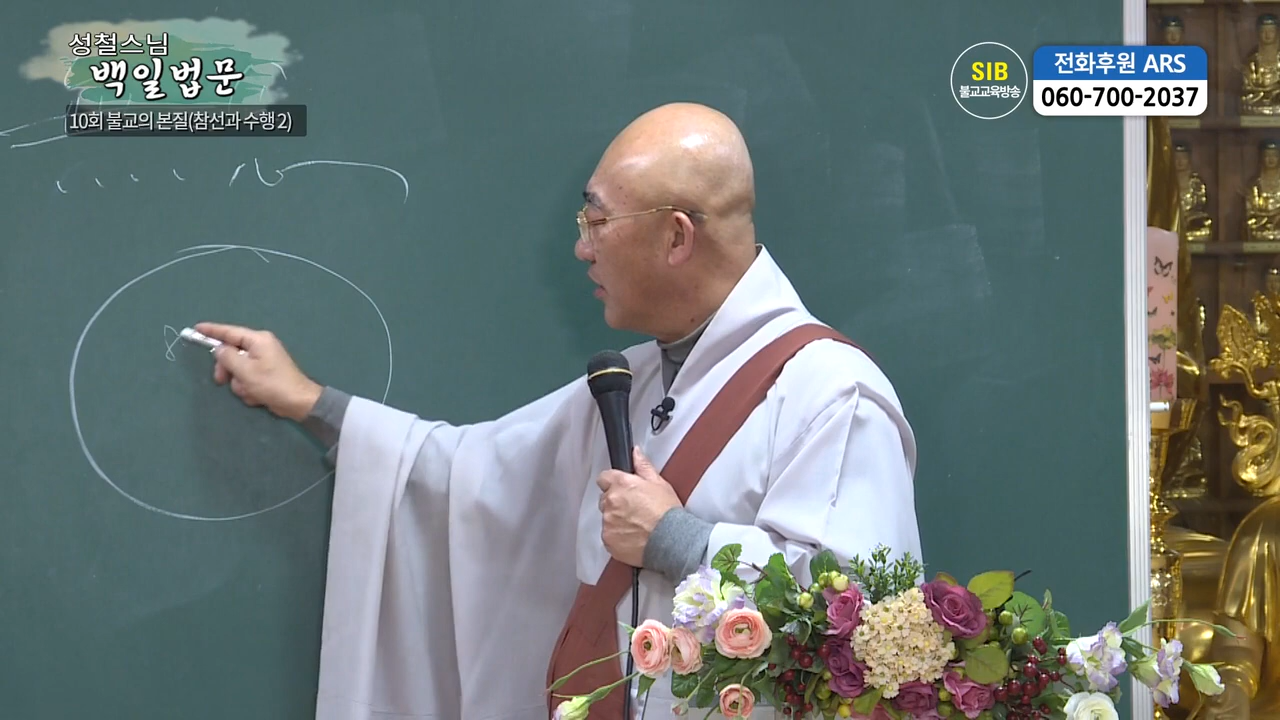 성철스님
백일법문
10회 불교의 본질(참선과 수행 2)
SIB
불교교육방송
전화후원 ARS
060-700-2037